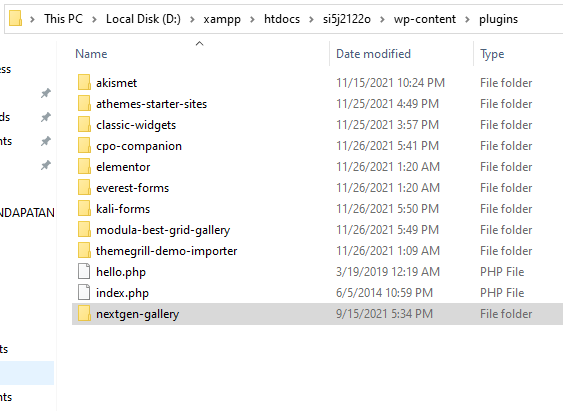 This PC > Local Disk (D:) > xampp > htdocs > si5j2122o > wp-content > plugins
Name Date modified Type
akismet 11/15/2021 10:24 PM File folder
athemes-starter-sites 11/25/2021 4:49 PM File folder
classic-widgets 11/25/2021 3:57 PM File folder
cpo-companion 11/26/2021 5:41 PM File folder
elementor 11/26/2021 1:20 AM File folder
everest-forms 11/26/2021 1:20 AM File folder
kali-forms 11/26/2021 5:50 PM File folder
modula-best-grid-gallery 11/26/2021 5:49 PM File folder
themegrill-demo-importer 11/26/2021 1:09 AM File folder
hello.php 3/19/2019 12:19 AM PHP File
index.php 6/5/2014 10:59 PM PHP File
nextgen-gallery 9/15/2021 5:34 PM File folder
ess
ds
nts
NDAPATAN
ts
nts